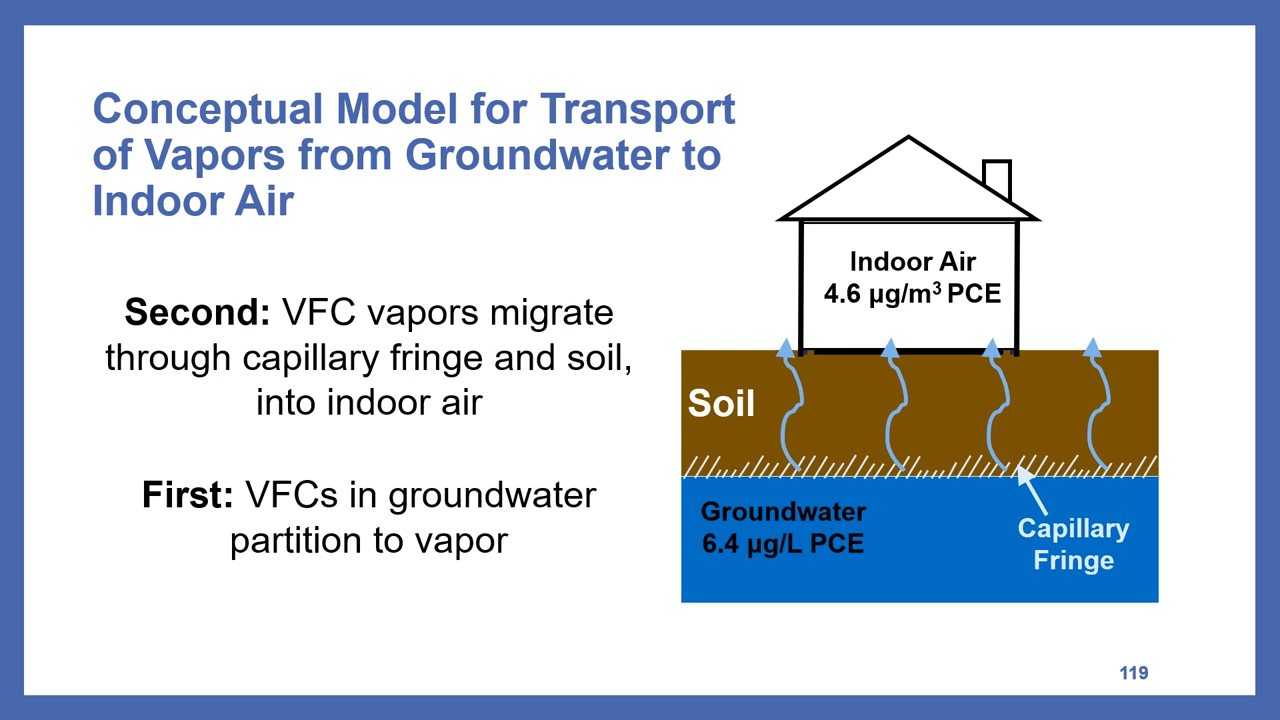 Conceptual Model for Transport
of Vapors from Groundwater to
Indoor Air
Second: VFC vapors migrate
through capillary fringe and soil,
into indoor air
First: VFCs in groundwater
partition to vapor
Indoor Air
4.6 µg/m³ PCE
Soil
Groundwater
6.4 µg/L PCE
Capillary
Fringe
119